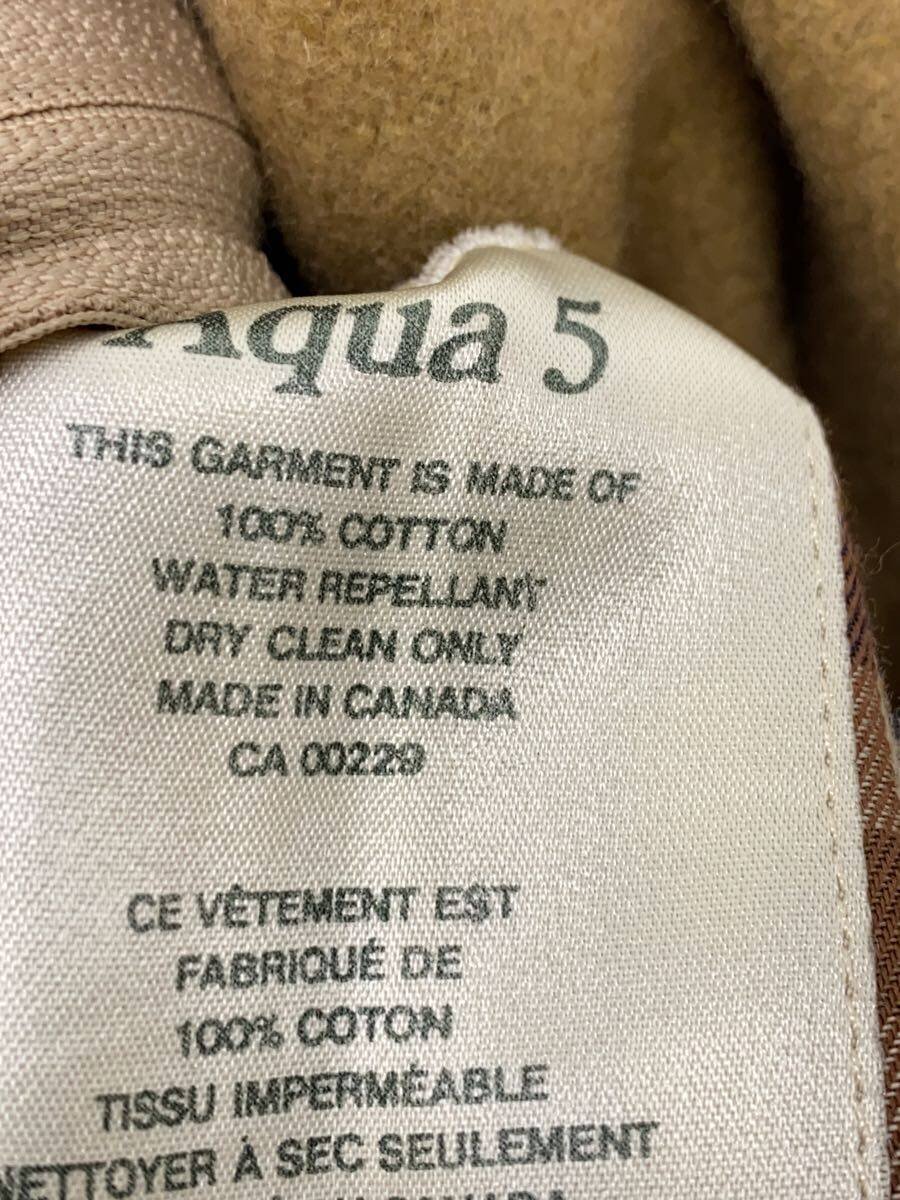 Aqua 5
THIS GARMENT IS MADE OF
100% COTTON
WATER REPELLANT
DRY CLEAN ONLY
MADE IN CANADA
CA 00229
CE VÊTEMENT EST
FABRIQUÉ DE
100% COTON
TISSU IMPERMÉABLE
NETTOYER À SEC SEULEMENT